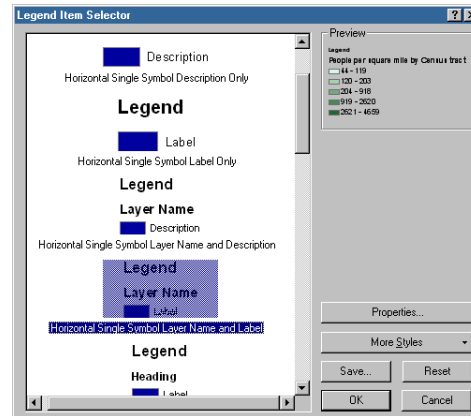 Legend Item Selector
Description
Horizontal Single Symbol Description Only
Legend
Label
Horizontal Single Symbol Label Only
Legend
Layer Name
Description
Horizontal Single Symbol Layer Name and Description
Legend
Layer Name
Label
Horizontal Single Symbol Layer Name and Label
Legend
Heading
Label
Preview
Legend
People per square mile by Census tract
44 - 119
120 - 203
204 - 918
919 - 2620
2621 - 4659
Properties...
More Styles
Save...
Reset
OK
Cancel